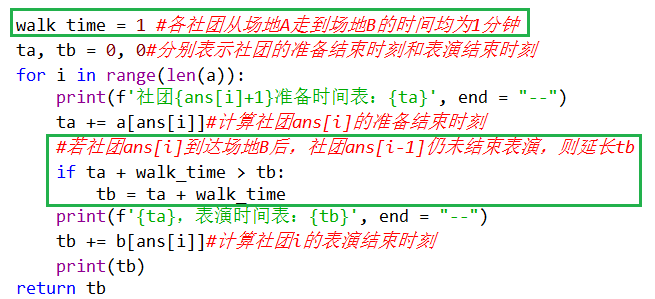 walk_time = 1 #各社团从场地A走到场地B的时间均为1分钟
ta, tb = 0, 0#分别表示社团的准备结束时刻和表演结束时刻
for i in range(len(a)):
    print(f'社团{ans[i]+1}准备时间表：{ta}', end = "--")
    ta += a[ans[i]]#计算社团ans[i]的准备结束时刻
    #若社团ans[i]到达场地B后，社团ans[i-1]仍未结束表演，则延长tb
    if ta + walk_time > tb:
        tb = ta + walk_time
    print(f'{ta}，表演时间表：{tb}', end = "--")
    tb += b[ans[i]]#计算社团i的表演结束时刻
    print(tb)
return tb